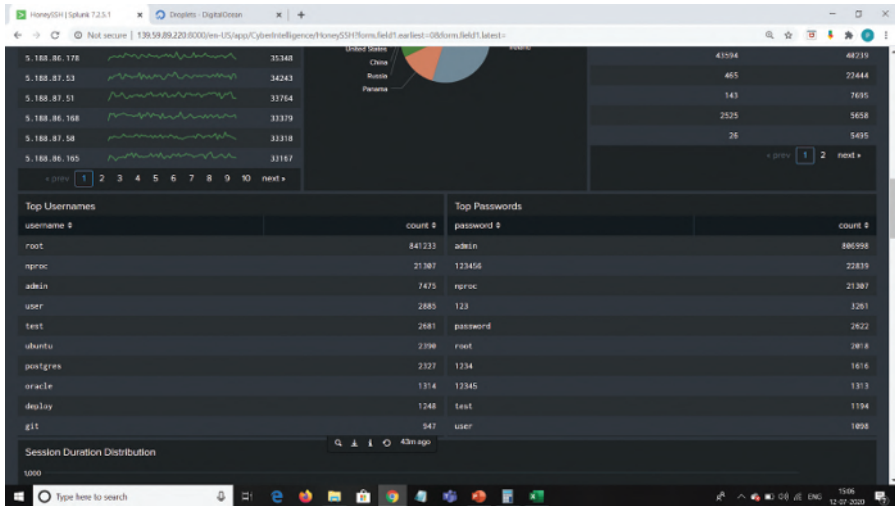 HoneySSH | Splunk 7.2.5.1
Droplets - DigitalOcean
Not secure | 139.59.89.220:8000/en-US/app/CyberIntelligence/HoneySSH?form.field1.earliest=0&form.field1.latest=
5.188.86.178 35348
5.188.87.53 34243
5.188.87.51 33764
5.188.86.168 33379
5.188.87.58 33318
5.188.86.165 33167
« prev 1 2 3 4 5 6 7 8 9 10 next »
United States
China
Russia
Panama
Ireland
43594 48239
465 22444
143 7695
2525 5658
26 5495
« prev 1 2 next »
Top Usernames
username count
root 841233
nproc 21307
admin 7475
user 2885
test 2681
ubuntu 2390
postgres 2327
oracle 1314
deploy 1248
git 947
Top Passwords
password count
admin 806998
123456 22839
nproc 21307
123 3261
password 2622
root 2018
1234 1616
12345 1313
test 1194
user 1098
43m ago
Session Duration Distribution
1,000
Type here to search
ENG
15:06
12-07-2020